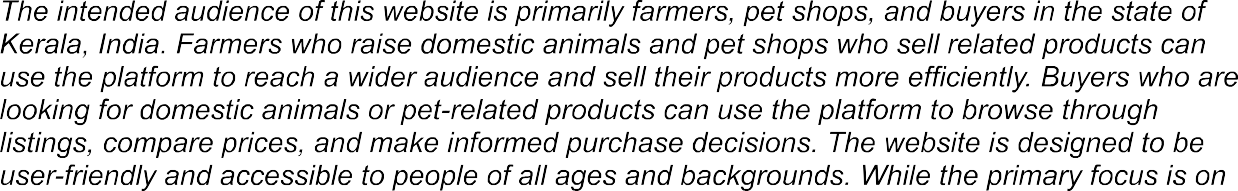 The intended audience of this website is primarily farmers, pet shops, and buyers in the state of
Kerala, India. Farmers who raise domestic animals and pet shops who sell related products can
use the platform to reach a wider audience and sell their products more efficiently. Buyers who are
looking for domestic animals or pet-related products can use the platform to browse through
listings, compare prices, and make informed purchase decisions. The website is designed to be
user-friendly and accessible to people of all ages and backgrounds. While the primary focus is on